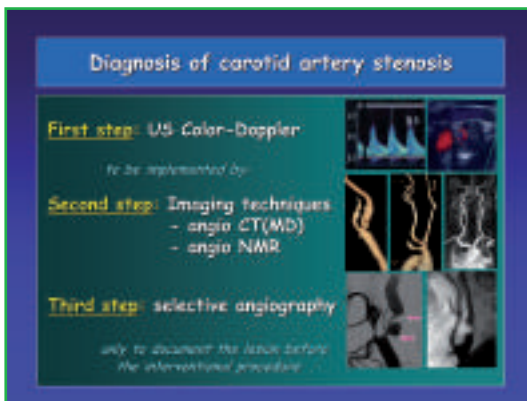 Diagnosis of carotid artery stenosis
First step: US Color-Doppler
to be implemented by:
Second step: Imaging techniques
- angio CT(MD)
- angio NMR
Third step: selective angiography
only to document the lesion before
the interventional procedure